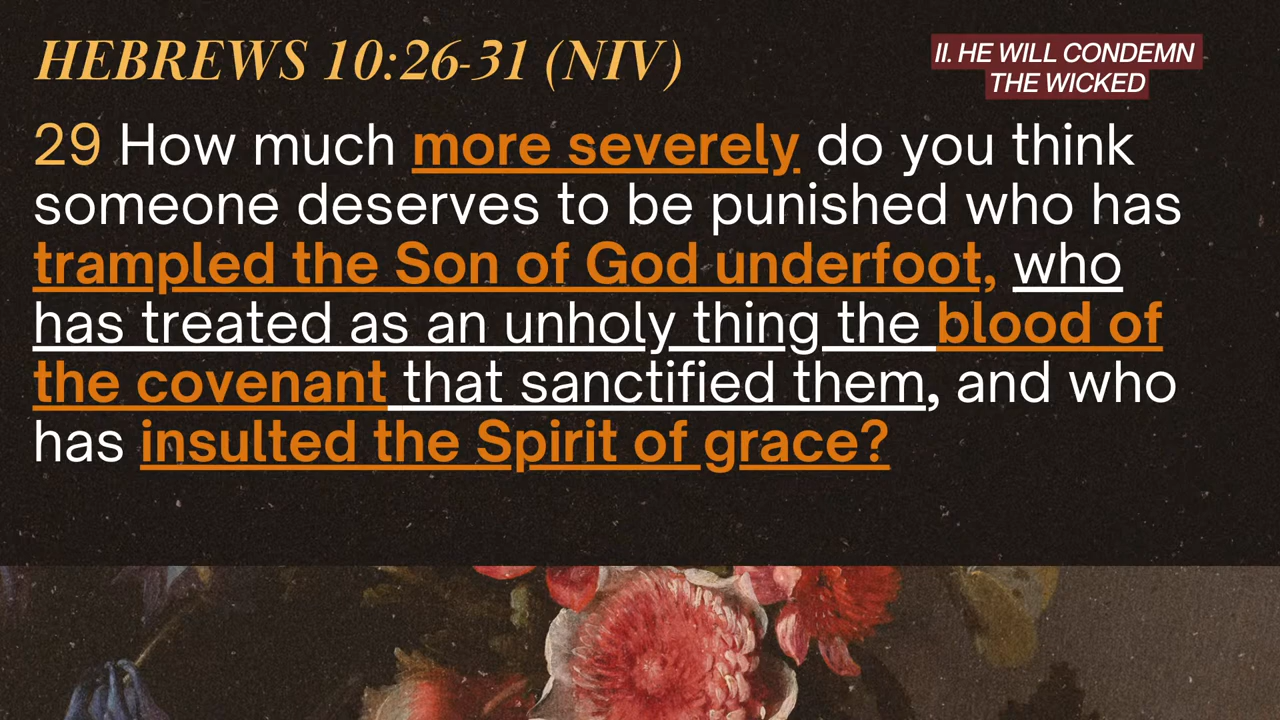 HEBREWS 10:26-31 (NIV)
II. HE WILL CONDEMN
THE WICKED
29 How much more severely do you think
someone deserves to be punished who has
trampled the Son of God underfoot, who
has treated as an unholy thing the blood of
the covenant that sanctified them, and who
has insulted the Spirit of grace?